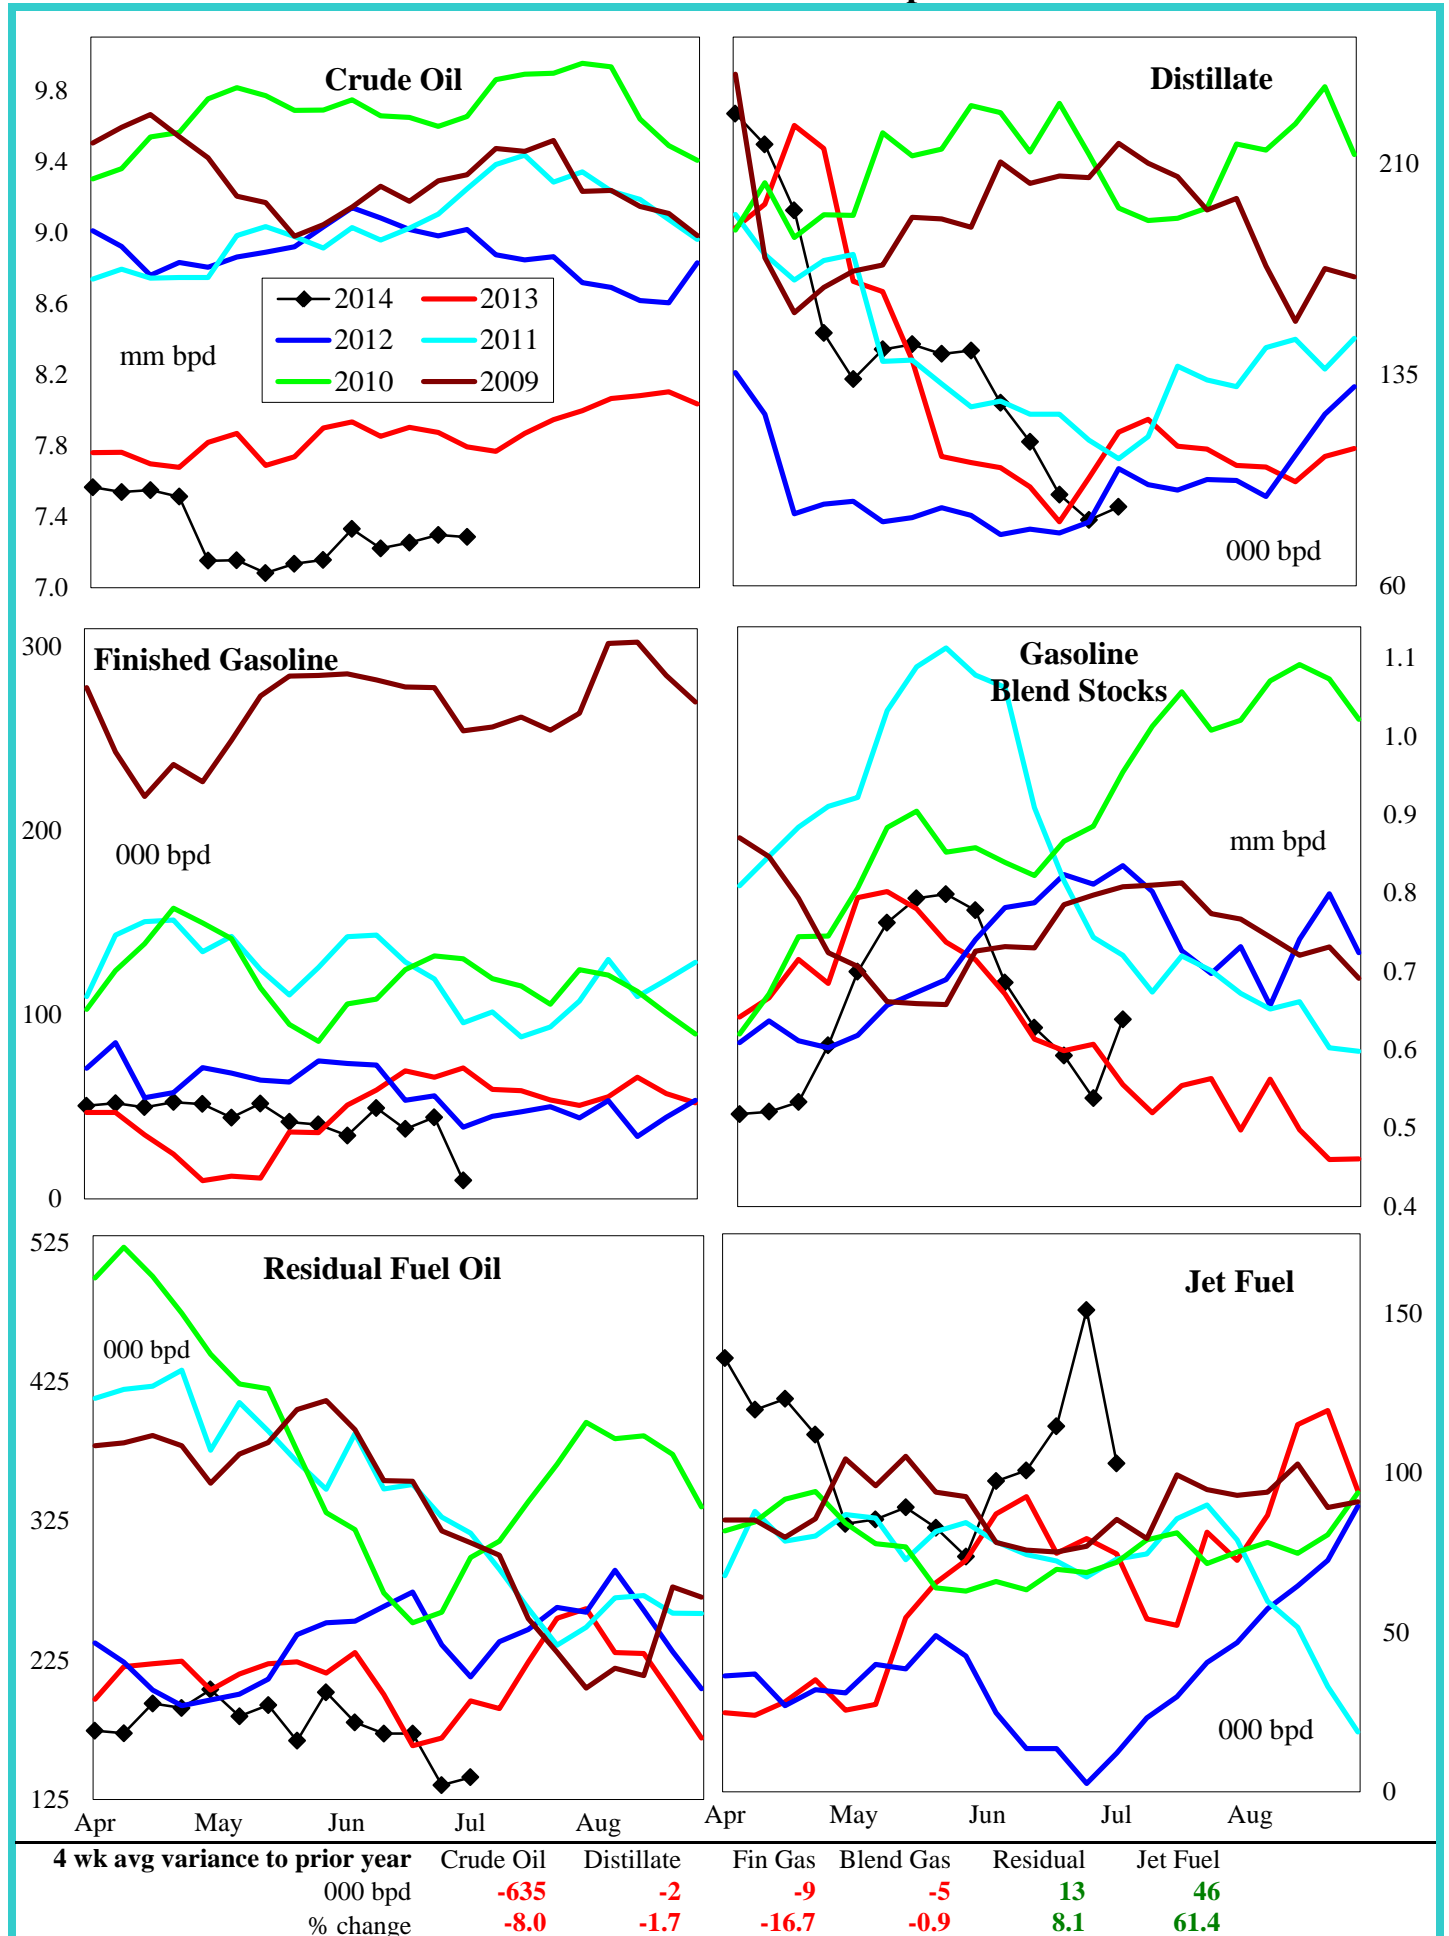 Crude Oil
9.8
9.4
9.0
8.6
8.2
7.8
7.4
7.0
mm bpd
2014
2013
2012
2011
2010
2009
Distillate
210
135
60
000 bpd
Finished Gasoline
300
200
100
0
000 bpd
Gasoline
Blend Stocks
1.1
1.0
0.9
0.8
0.7
0.6
0.5
0.4
mm bpd
Residual Fuel Oil
525
425
325
225
125
000 bpd
Apr May Jun Jul Aug
Jet Fuel
150
100
50
0
000 bpd
Apr May Jun Jul Aug
4 wk avg variance to prior year Crude Oil Distillate Fin Gas Blend Gas Residual Jet Fuel
000 bpd -635 -2 -9 -5 13 46
% change -8.0 -1.7 -16.7 -0.9 8.1 61.4